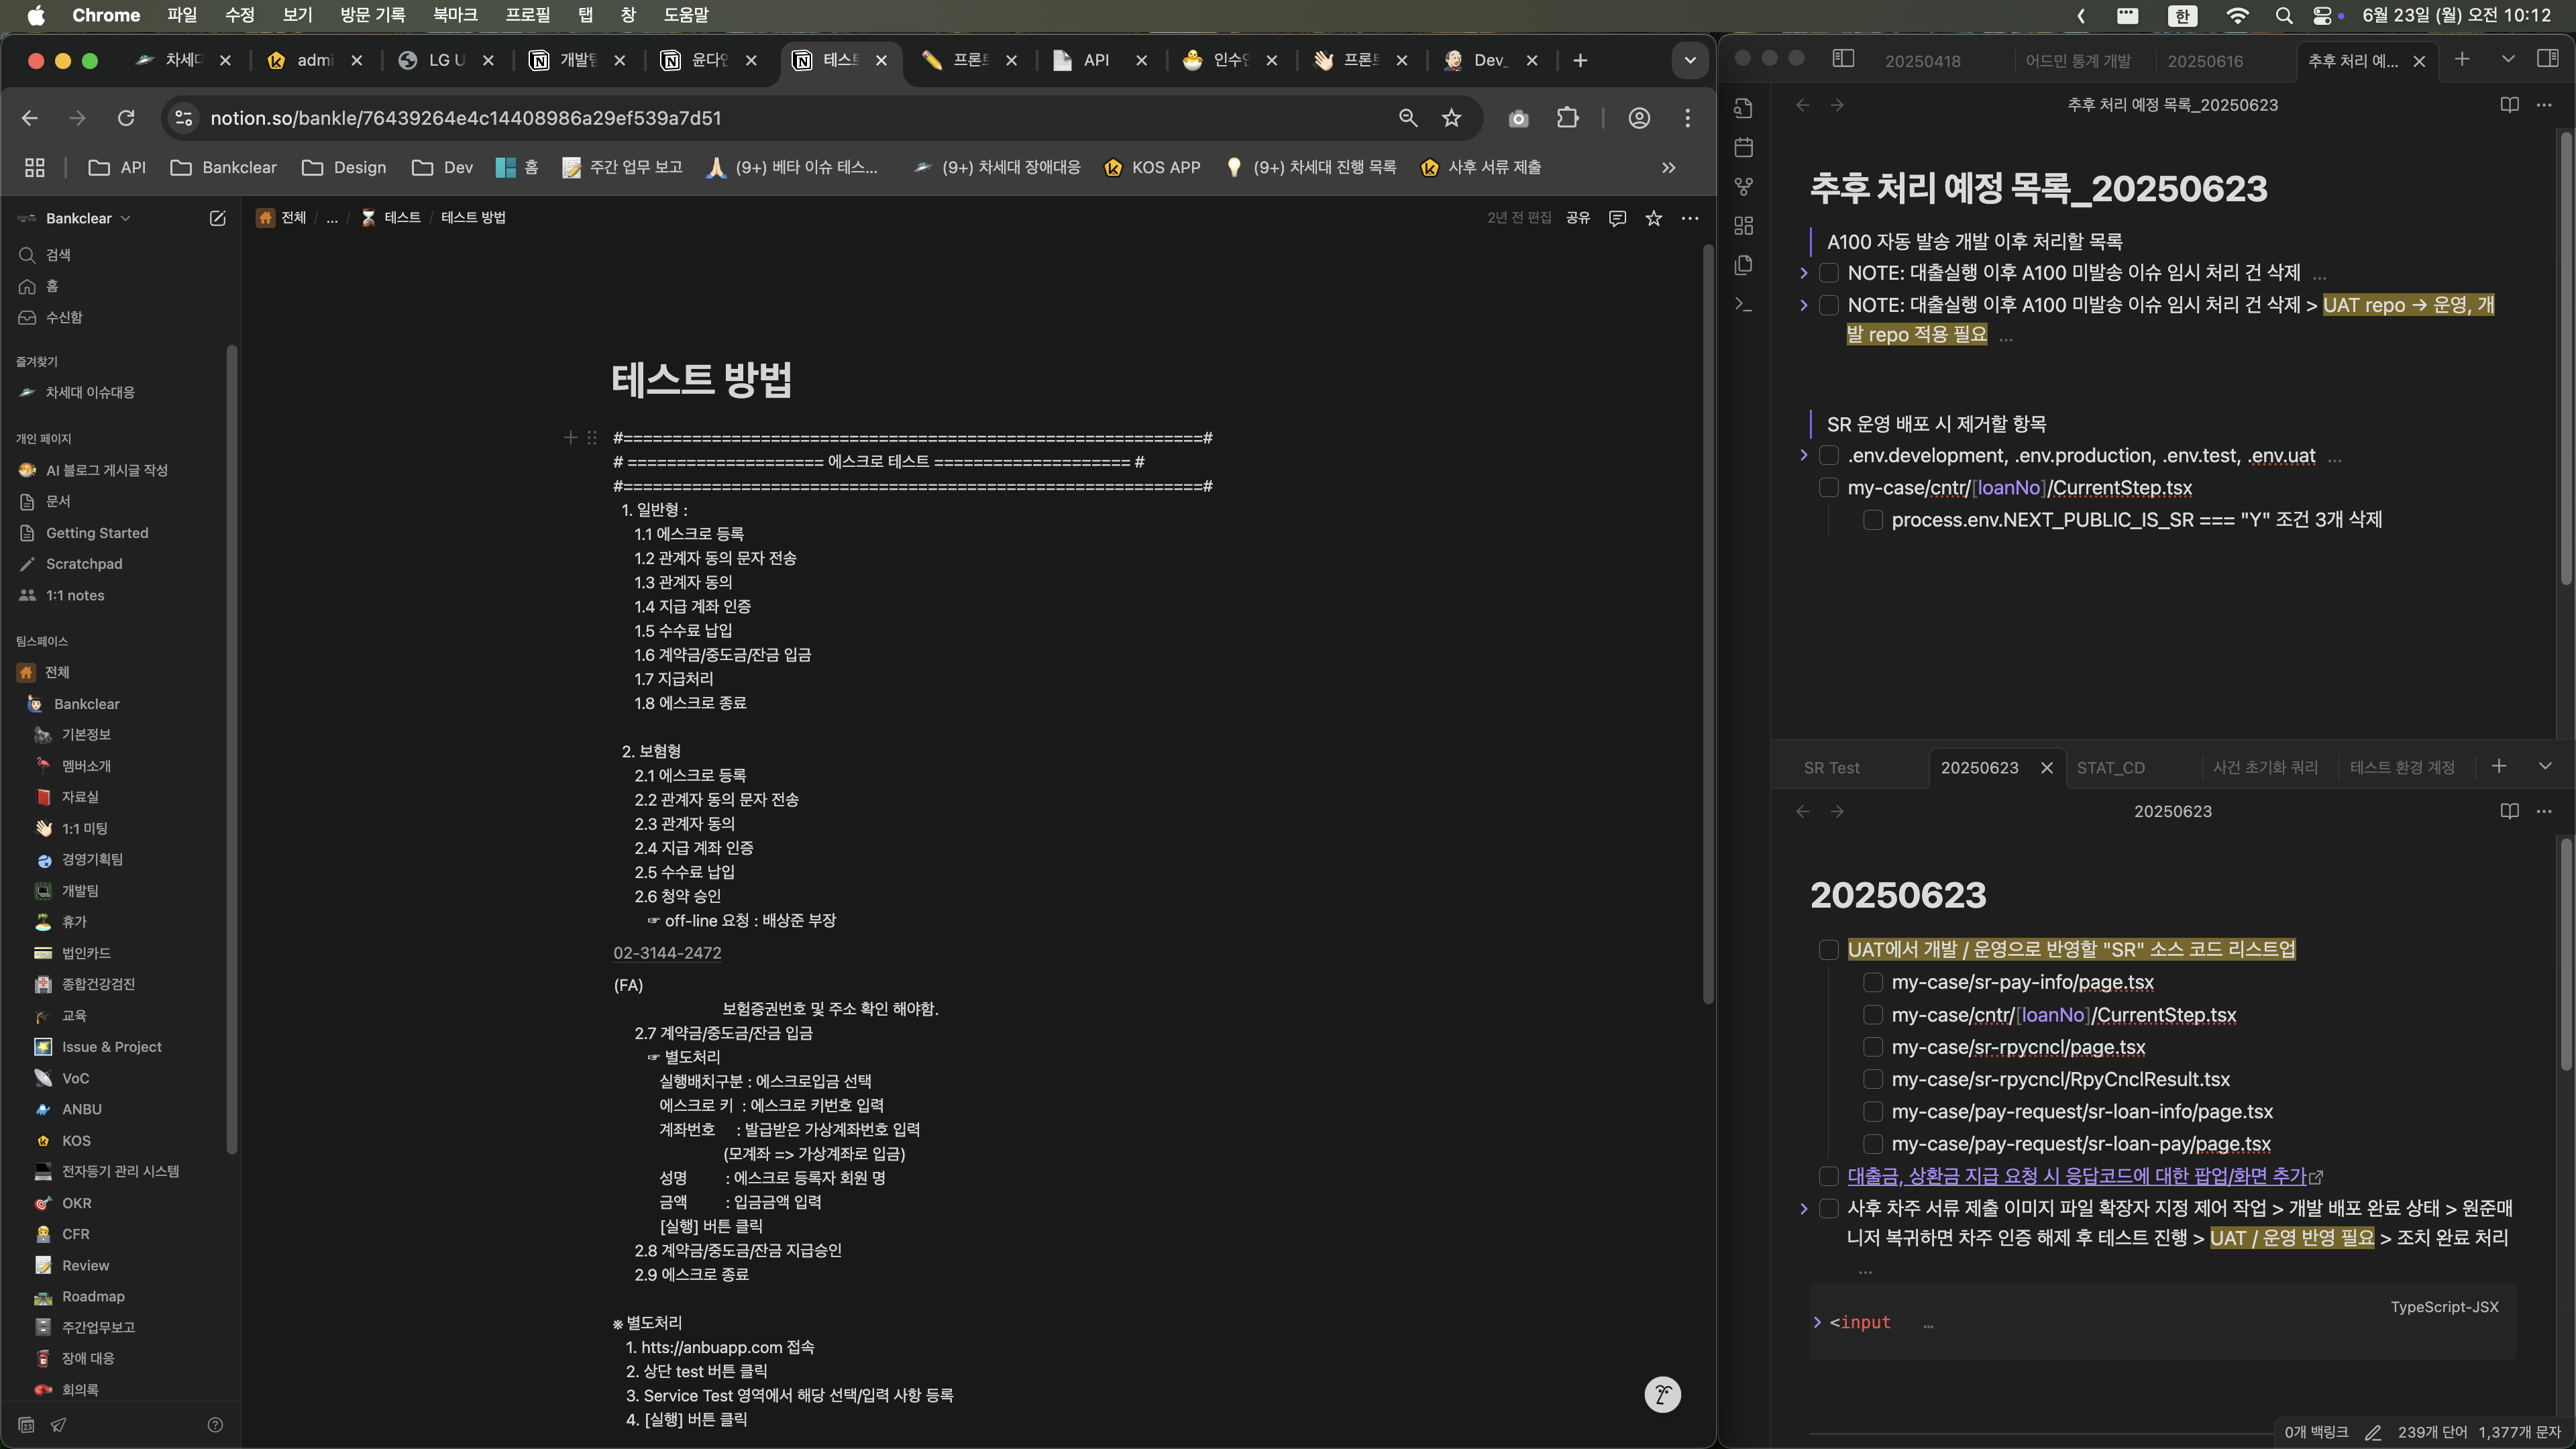 Chrome 파일 수정 보기 방문 기록 북마크 프로필 탭 창 도움말
한 6월 23일 (월) 오전 10:12
차세 admi LG U 개발 윤다 테스 프론 API 인수 프론 Dev_
notion.so/bankle/76439264e4c14408986a29ef539a7d51
API Bankclear Design Dev 홈 주간 업무 보고 (9+) 베타 이슈 테스... (9+) 차세대 장애대응 KOS APP (9+) 차세대 진행 목록 사후 서류 제출
Bankclear
검색
홈
수신함
즐겨찾기
차세대 이슈대응
개인 페이지
AI 블로그 게시글 작성
문서
Getting Started
Scratchpad
1:1 notes
팀스페이스
전체
Bankclear
기본정보
멤버소개
자료실
1:1 미팅
경영기획팀
개발팀
휴가
법인카드
종합건강검진
교육
Issue & Project
VoC
ANBU
KOS
전자등기 관리 시스템
OKR
CFR
Review
Roadmap
주간업무보고
장애 대응
회의록
전체 / ... / 테스트 / 테스트 방법
2년 전 편집 공유
테스트 방법
#===========================================================#
# ==================== 에스크로 테스트 ==================== #
#===========================================================#
1. 일반형 :
1.1 에스크로 등록
1.2 관계자 동의 문자 전송
1.3 관계자 동의
1.4 지급 계좌 인증
1.5 수수료 납입
1.6 계약금/중도금/잔금 입금
1.7 지급처리
1.8 에스크로 종료
2. 보험형
2.1 에스크로 등록
2.2 관계자 동의 문자 전송
2.3 관계자 동의
2.4 지급 계좌 인증
2.5 수수료 납입
2.6 청약 승인
☞ off-line 요청 : 배상준 부장
02-3144-2472
(FA)
보험증권번호 및 주소 확인 해야함.
2.7 계약금/중도금/잔금 입금
☞ 별도처리
실행배치구분 : 에스크로입금 선택
에스크로 키 : 에스크로 키번호 입력
계좌번호 : 발급받은 가상계좌번호 입력
(모계좌 => 가상계좌로 입금)
성명 : 에스크로 등록자 회원 명
금액 : 입금금액 입력
[실행] 버튼 클릭
2.8 계약금/중도금/잔금 지급승인
2.9 에스크로 종료
※ 별도처리
1. htts://anbuapp.com 접속
2. 상단 test 버튼 클릭
3. Service Test 영역에서 해당 선택/입력 사항 등록
4. [실행] 버튼 클릭
20250418 어드민 통계 개발 20250616 추후 처리 예...
추후 처리 예정 목록_20250623
추후 처리 예정 목록_20250623
A100 자동 발송 개발 이후 처리할 목록
NOTE: 대출실행 이후 A100 미발송 이슈 임시 처리 건 삭제 ...
NOTE: 대출실행 이후 A100 미발송 이슈 임시 처리 건 삭제 > UAT repo → 운영, 개
발 repo 적용 필요 ...
SR 운영 배포 시 제거할 항목
.env.development, .env.production, .env.test, .env.uat ...
my-case/cntr/[loanNo]/CurrentStep.tsx
process.env.NEXT_PUBLIC_IS_SR === "Y" 조건 3개 삭제
SR Test 20250623 STAT_CD 사건 초기화 쿼리 테스트 환경 계정
20250623
20250623
UAT에서 개발 / 운영으로 반영할 "SR" 소스 코드 리스트업
my-case/sr-pay-info/page.tsx
my-case/cntr/[loanNo]/CurrentStep.tsx
my-case/sr-rpycncl/page.tsx
my-case/sr-rpycncl/RpyCnclResult.tsx
my-case/pay-request/sr-loan-info/page.tsx
my-case/pay-request/sr-loan-pay/page.tsx
대출금, 상환금 지급 요청 시 응답코드에 대한 팝업/화면 추가
사후 차주 서류 제출 이미지 파일 확장자 지정 제어 작업 > 개발 배포 완료 상태 > 원준매
니저 복귀하면 차주 인증 해제 후 테스트 진행 > UAT / 운영 반영 필요 > 조치 완료 처리
...
TypeScript-JSX
<input ...
0개 백링크 239개 단어 1,377개 문자